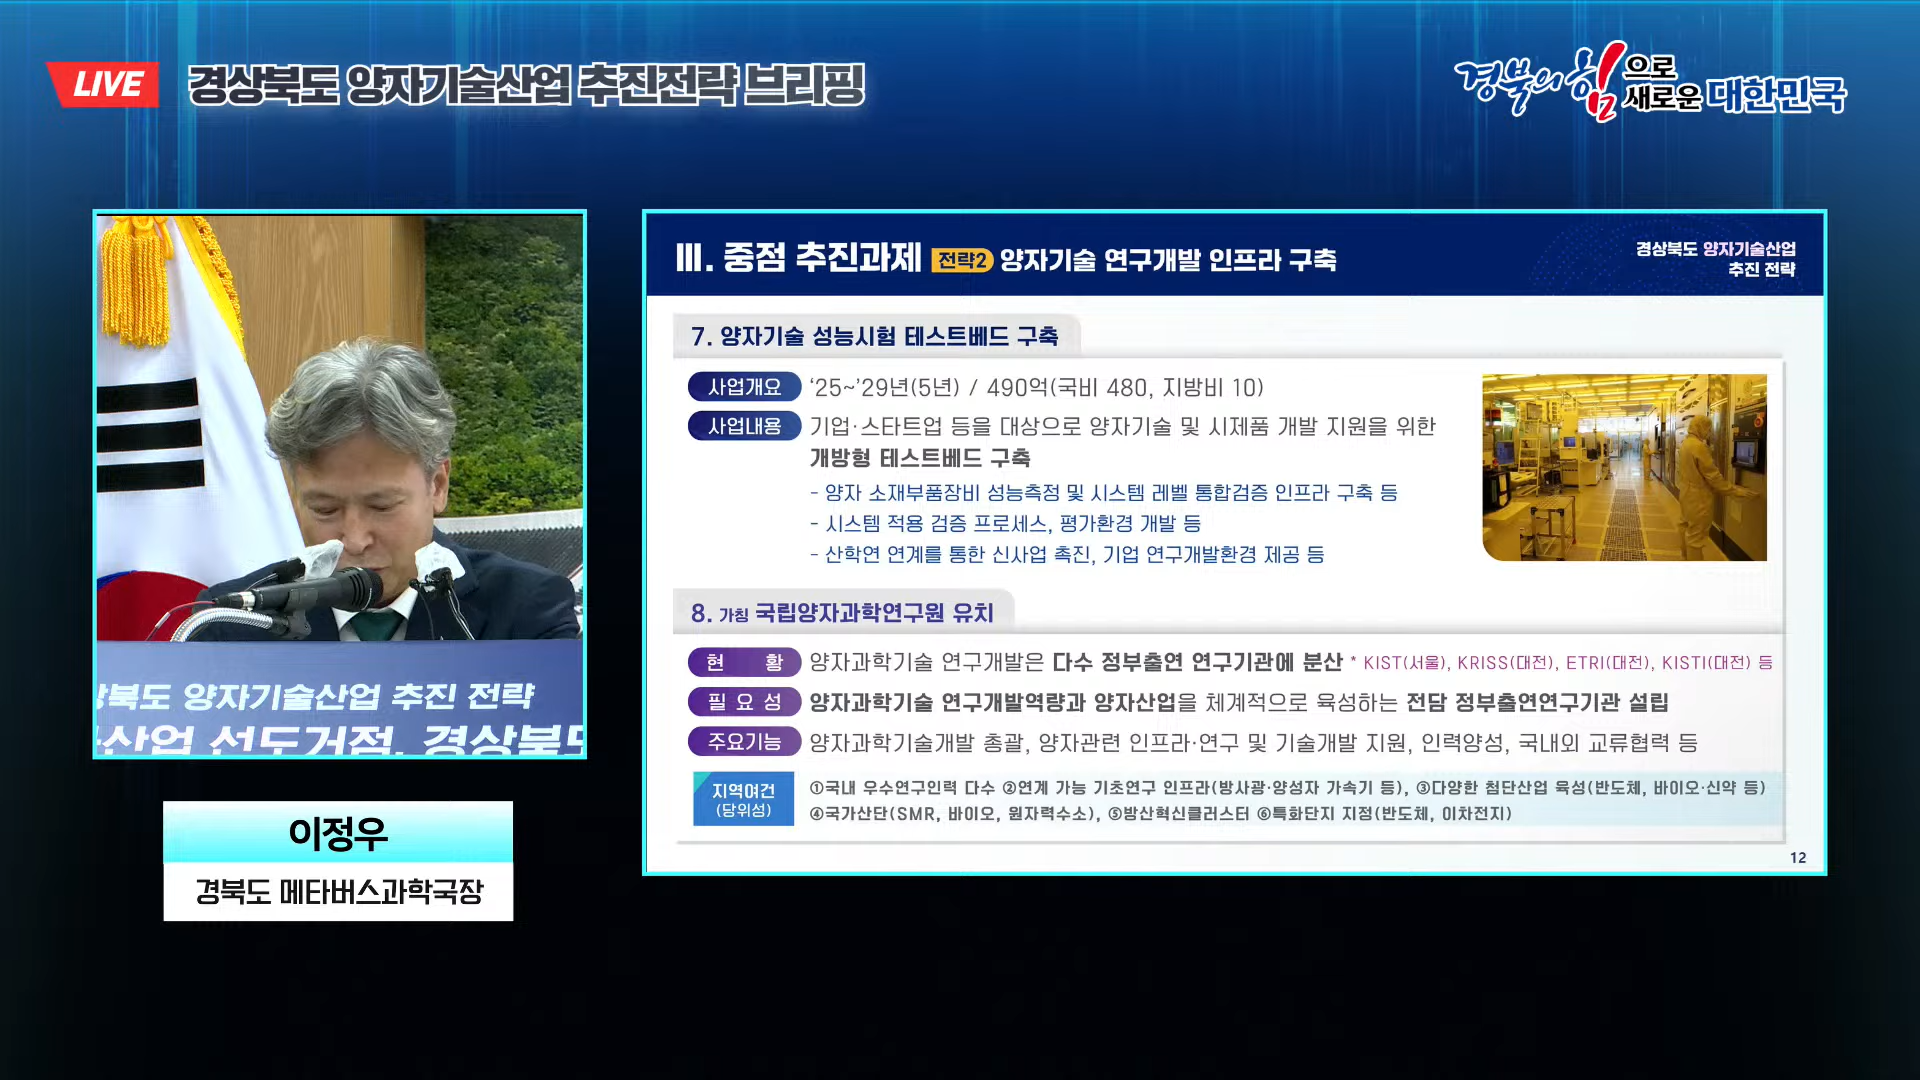 LIVE 경상북도 양자기술산업 추진전략 브리핑
경북의 힘으로
새로운 대한민국
Ⅲ. 중점 추진과제 전략2 양자기술 연구개발 인프라 구축
경상북도 양자기술산업
추진 전략
7. 양자기술 성능시험 테스트베드 구축
사업개요 ‘25~’29년(5년) / 490억(국비 480, 지방비 10)
사업내용 기업·스타트업 등을 대상으로 양자기술 및 시제품 개발 지원을 위한
개방형 테스트베드 구축
- 양자 소재부품장비 성능측정 및 시스템 레벨 통합검증 인프라 구축 등
- 시스템 적용 검증 프로세스, 평가환경 개발 등
- 산학연 연계를 통한 신사업 촉진, 기업 연구개발환경 제공 등
8. 가칭 국립양자과학연구원 유치
현 황 양자과학기술 연구개발은 다수 정부출연 연구기관에 분산 * KIST(서울), KRISS(대전), ETRI(대전), KISTI(대전) 등
필 요 성 양자과학기술 연구개발역량과 양자산업을 체계적으로 육성하는 전담 정부출연연구기관 설립
주요기능 양자과학기술개발 총괄, 양자관련 인프라·연구 및 기술개발 지원, 인력양성, 국내외 교류협력 등
지역여건
(당위성)
①국내 우수연구인력 다수 ②연계 가능 기초연구 인프라(방사광·양성자 가속기 등), ③다양한 첨단산업 육성(반도체, 바이오·신약 등)
④국가산단(SMR, 바이오, 원자력수소), ⑤방산혁신클러스터 ⑥특화단지 지정(반도체, 이차전지)
12
상북도 양자기술산업 추진 전략
산업 선도거점, 경상북도
이정우
경북도 메타버스과학국장